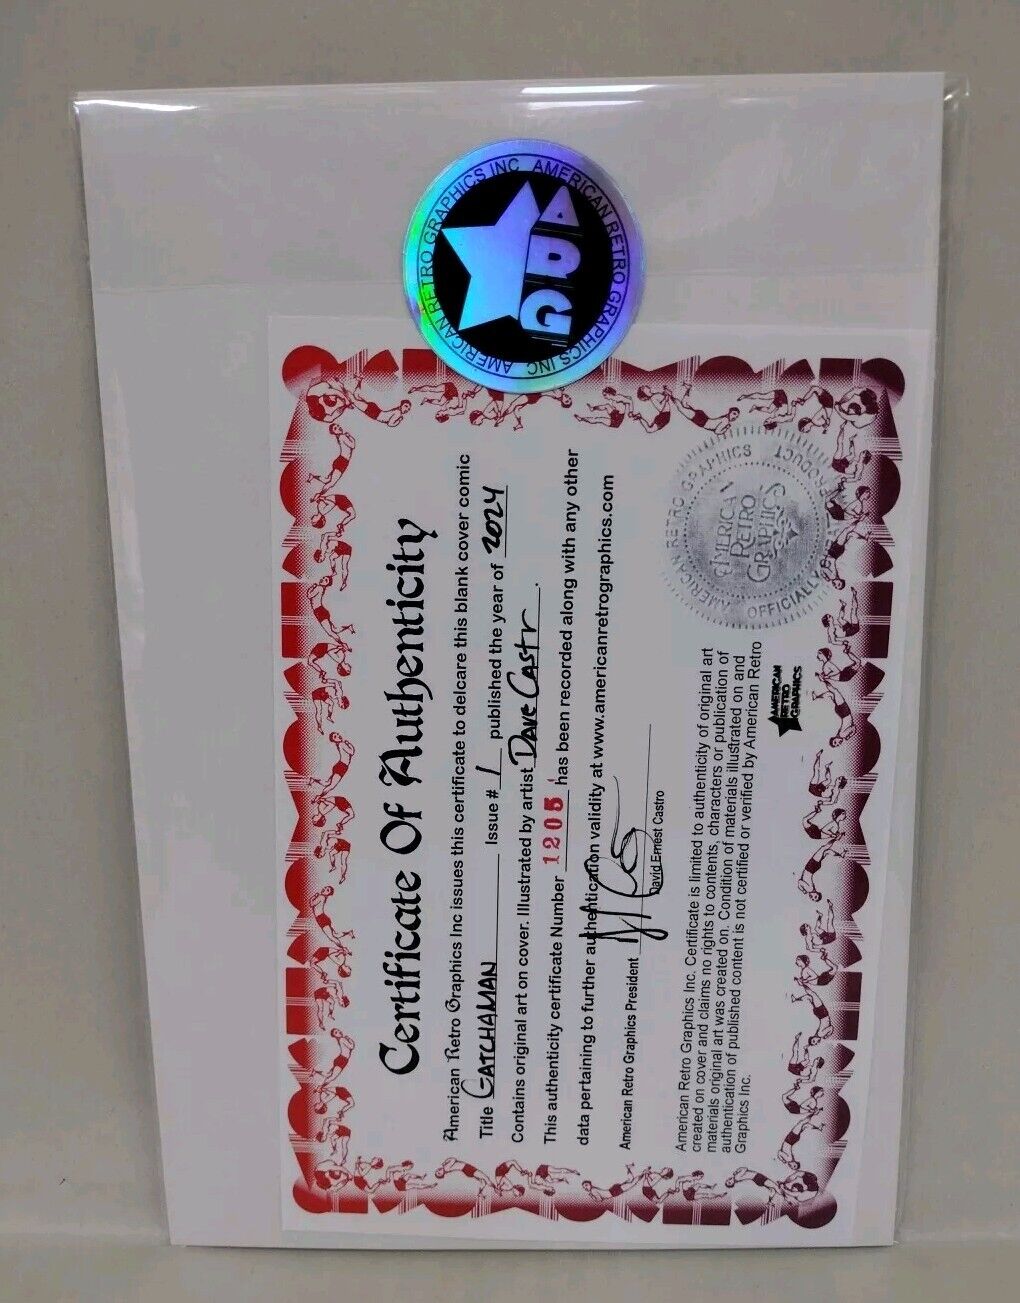 AMERICAN RETRO GRAPHICS INC AMERICAN RETRO GRAPHICS INC
ARG
Certificate Of Authenticity
American Retro Graphics Inc issues this certificate to delcare this blank cover comic
Title GATCHAMAN Issue # 1 published the year of 2024
Contains original art on cover. Illustrated by artist Dave Castr.
This authenticity certificate Number 1205 has been recorded along with any other
data pertaining to further authentication validity at www.americanretrographics.com
American Retro Graphics President
David Ernest Castro
American Retro Graphics Inc. Certificate is limited to authenticity of original art
created on cover and claims no rights to contents, characters or publication of
materials original art was created on. Condition of materials illustrated on and
authentication of published content is not certified or verified by American Retro
Graphics Inc.
AMERICAN
RETRO
GRAPHICS
AMERICAN RETRO GRAPHICS
OFFICIAL PRODUCT
AMERICAN
RETRO
GRAPHICS